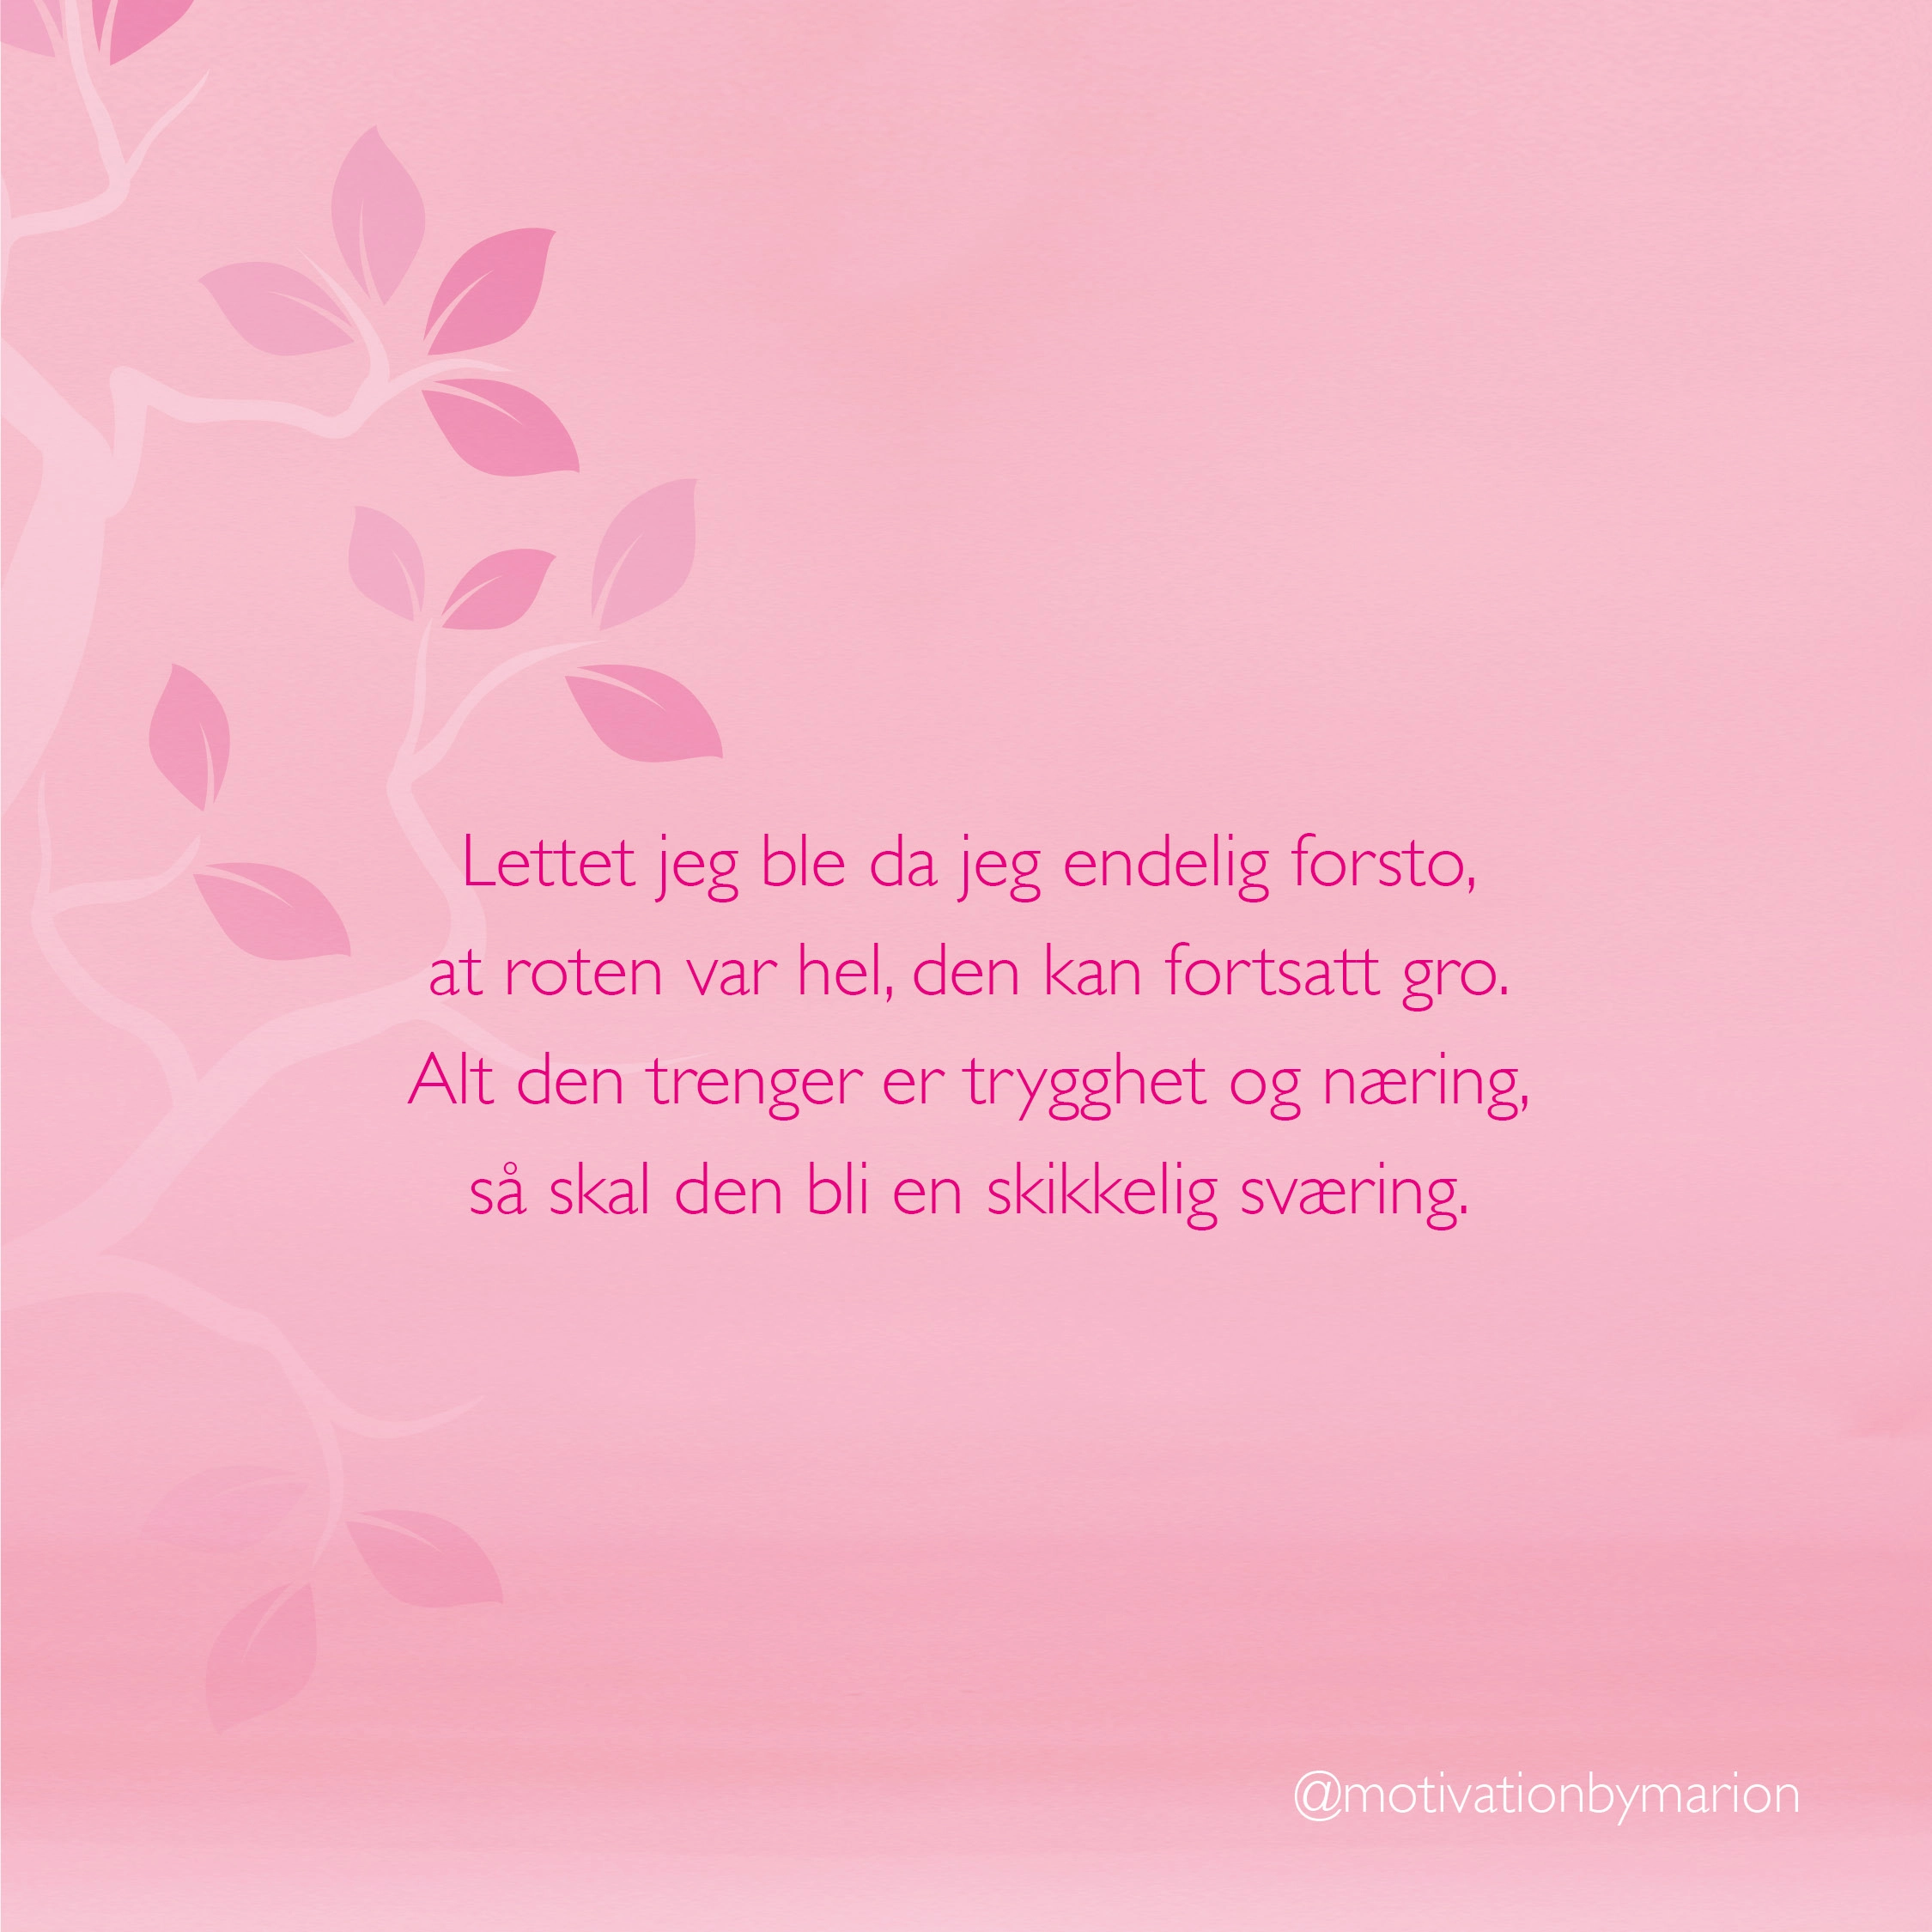 Lettet jeg ble da jeg endelig forsto,
at roten var hel, den kan fortsatt gro.
Alt den trenger er trygghet og næring,
så skal den bli en skikkelig sværing.
@motivationbymarion